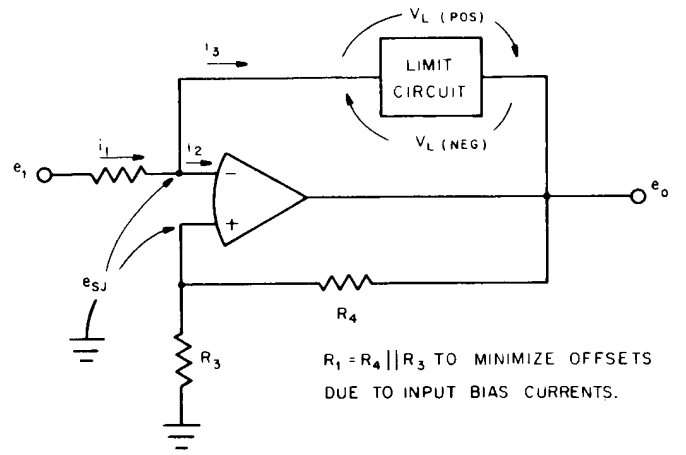 V_L (POS)
i_3
LIMIT
CIRCUIT
V_L (NEG)
i_1
i_2
e_1
−
+
e_o
e_SJ
R_4
R_3
R_1 = R_4 || R_3 TO MINIMIZE OFFSETS
DUE TO INPUT BIAS CURRENTS.